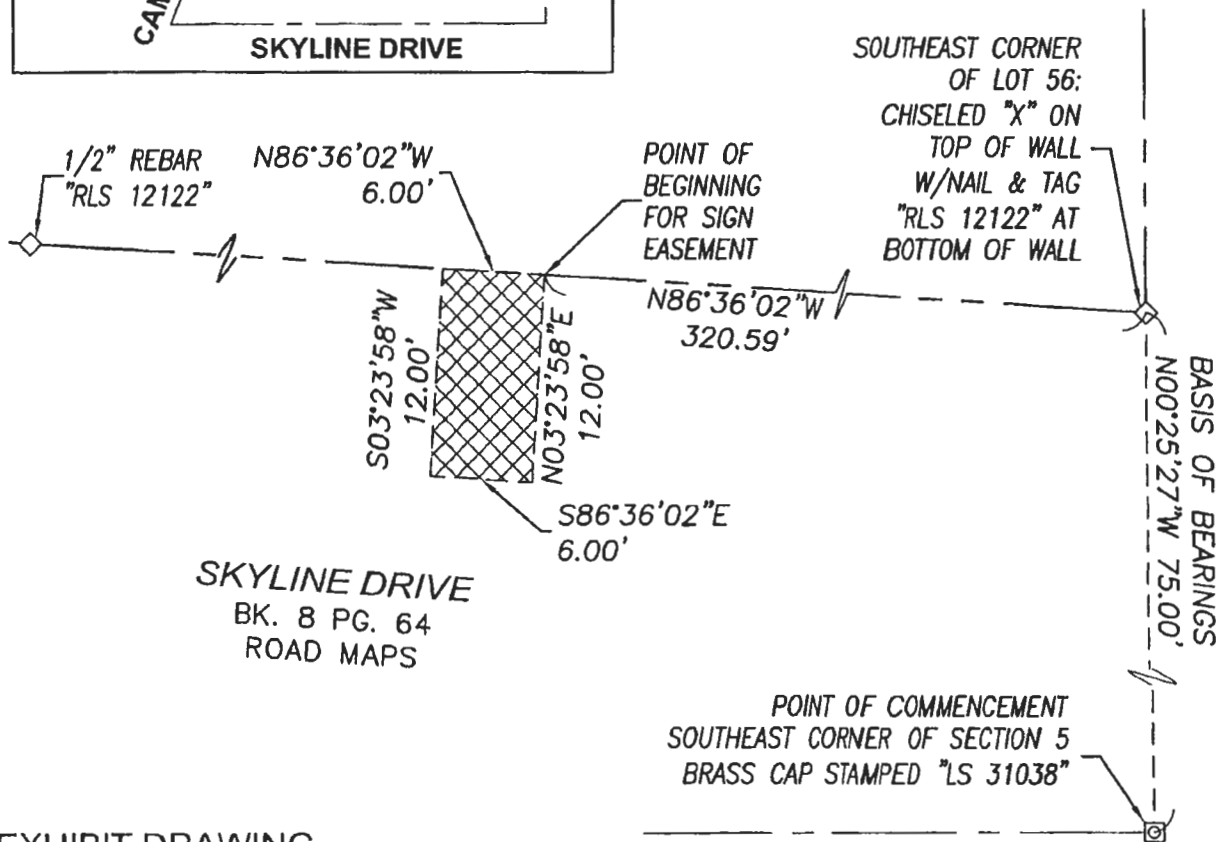 CAM
SKYLINE DRIVE
SOUTHEAST CORNER
OF LOT 56:
CHISELED "X" ON
TOP OF WALL
W/NAIL & TAG
"RLS 12122" AT
BOTTOM OF WALL
1/2" REBAR
"RLS 12122"
N86°36'02"W
6.00'
POINT OF
BEGINNING
FOR SIGN
EASEMENT
N86°36'02"W
320.59'
S03°23'58"W
12.00'
N03°23'58"E
12.00'
S86°36'02"E
6.00'
BASIS OF BEARINGS
N00°25'27"W 75.00'
SKYLINE DRIVE
BK. 8 PG. 64
ROAD MAPS
POINT OF COMMENCEMENT
SOUTHEAST CORNER OF SECTION 5
BRASS CAP STAMPED "LS 31038"
EXHIBIT DRAWING